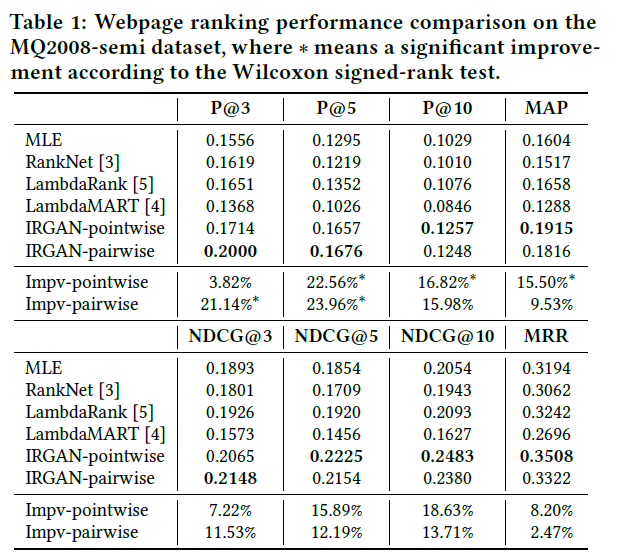 Table 1: Webpage ranking performance comparison on the
MQ2008-semi dataset, where * means a significant improve-
ment according to the Wilcoxon signed-rank test.
P@3 P@5 P@10 MAP
MLE 0.1556 0.1295 0.1029 0.1604
RankNet [3] 0.1619 0.1219 0.1010 0.1517
LambdaRank [5] 0.1651 0.1352 0.1076 0.1658
LambdaMART [4] 0.1368 0.1026 0.0846 0.1288
IRGAN-pointwise 0.1714 0.1657 0.1257 0.1915
IRGAN-pairwise 0.2000 0.1676 0.1248 0.1816
Impv-pointwise 3.82% 22.56%* 16.82%* 15.50%*
Impv-pairwise 21.14%* 23.96%* 15.98% 9.53%
NDCG@3 NDCG@5 NDCG@10 MRR
MLE 0.1893 0.1854 0.2054 0.3194
RankNet [3] 0.1801 0.1709 0.1943 0.3062
LambdaRank [5] 0.1926 0.1920 0.2093 0.3242
LambdaMART [4] 0.1573 0.1456 0.1627 0.2696
IRGAN-pointwise 0.2065 0.2225 0.2483 0.3508
IRGAN-pairwise 0.2148 0.2154 0.2380 0.3322
Impv-pointwise 7.22% 15.89% 18.63% 8.20%
Impv-pairwise 11.53% 12.19% 13.71% 2.47%